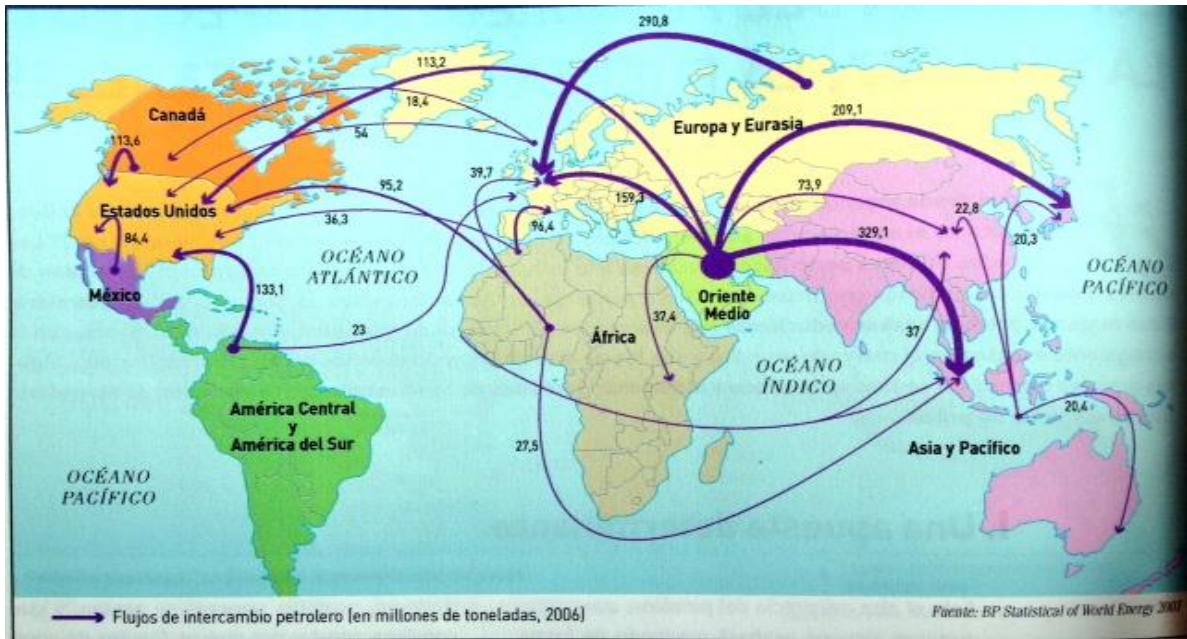 290,8
113,2
18,4
Canadá
54
Europa y Eurasia
209,1
113,6
39,7
95,2
159,3
73,9
Estados Unidos
22,8
36,3
96,4
84,4
329,1
20,3
OCÉANO
ATLÁNTICO
OCÉANO
PACÍFICO
México
133,1
Oriente
Medio
23
África
37,4
37
OCÉANO
ÍNDICO
América Central
y
América del Sur
20,4
27,5
Asia y Pacífico
OCÉANO
PACÍFICO
Flujos de intercambio petrolero (en millones de toneladas, 2006)
Fuente: BP Statistical of World Energy 2007